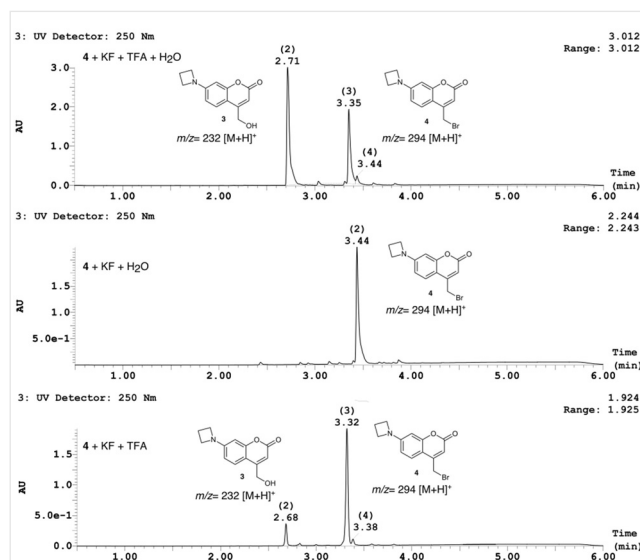 3: UV Detector: 250 Nm
3.012
Range: 3.012
4 + KF + TFA + H2O
(2)
2.71
(3)
3.35
(4)
3.44
N
O
O
3
OH
m/z= 232 [M+H]+
N
O
O
4
Br
m/z= 294 [M+H]+
AU
3.0
2.0
1.0
0.0
1.00 2.00 3.00 4.00 5.00 6.00
Time
(min)
3: UV Detector: 250 Nm
2.244
Range: 2.243
4 + KF + H2O
(2)
3.44
N
O
O
4
Br
m/z= 294 [M+H]+
AU
1.5
1.0
5.0e-1
0.0
1.00 2.00 3.00 4.00 5.00 6.00
Time
(min)
3: UV Detector: 250 Nm
1.924
Range: 1.925
4 + KF + TFA
(2)
2.68
(3)
3.32
(4)
3.38
N
O
O
3
OH
m/z= 232 [M+H]+
N
O
O
4
Br
m/z= 294 [M+H]+
AU
1.5
1.0
5.0e-1
0.0
1.00 2.00 3.00 4.00 5.00 6.00
Time
(min)